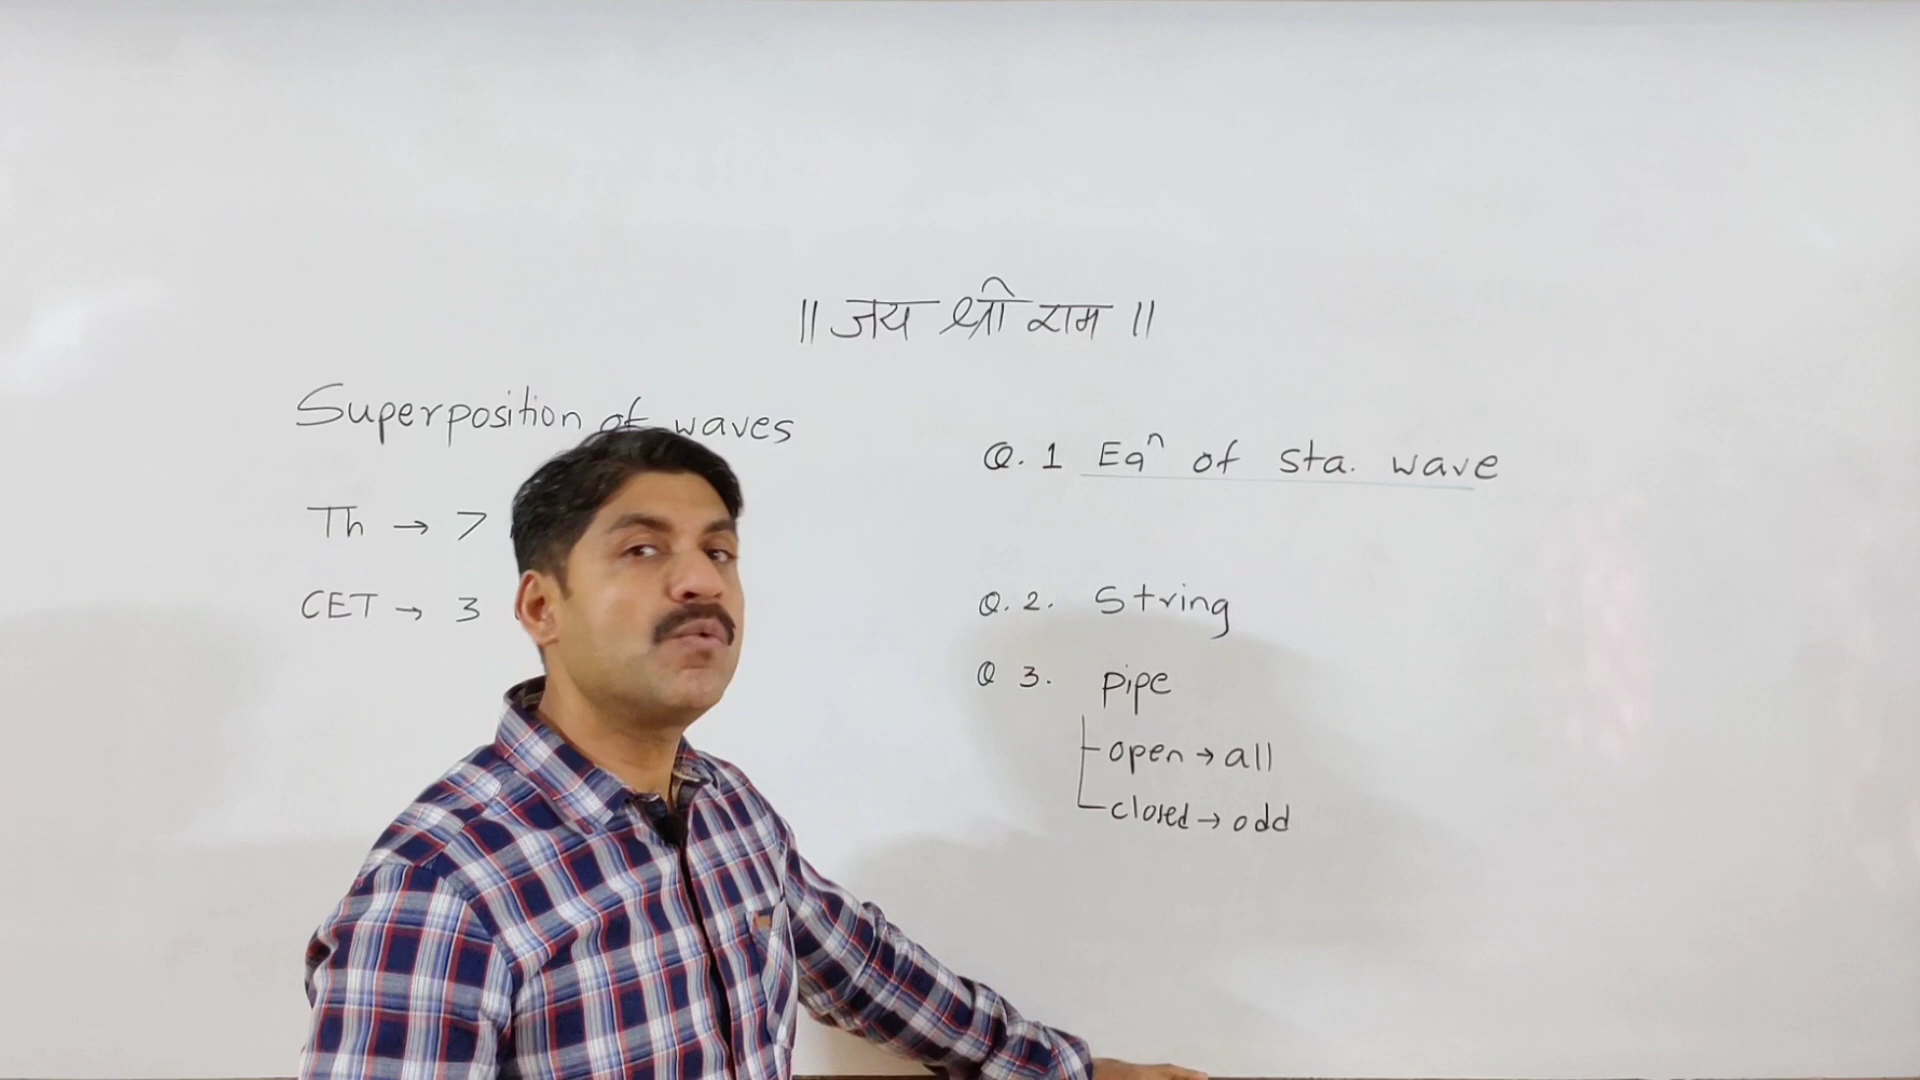 || जय श्री राम ||
Superposition of waves
Th → 7
CET → 3
Q. 1 Eqⁿ of sta. wave
Q. 2. String
Q 3. Pipe
open → all
closed → odd